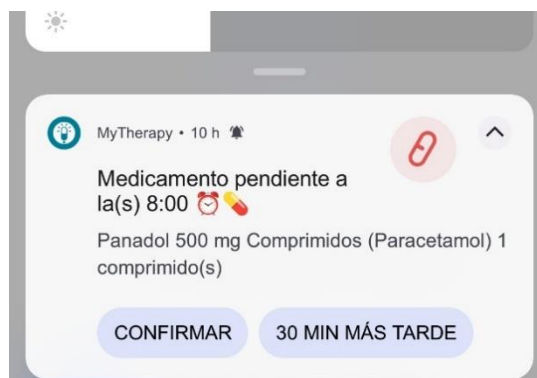 MyTherapy • 10 h
Medicamento pendiente a
la(s) 8:00 ⏰💊
Panadol 500 mg Comprimidos (Paracetamol) 1
comprimido(s)
CONFIRMAR 30 MIN MÁS TARDE